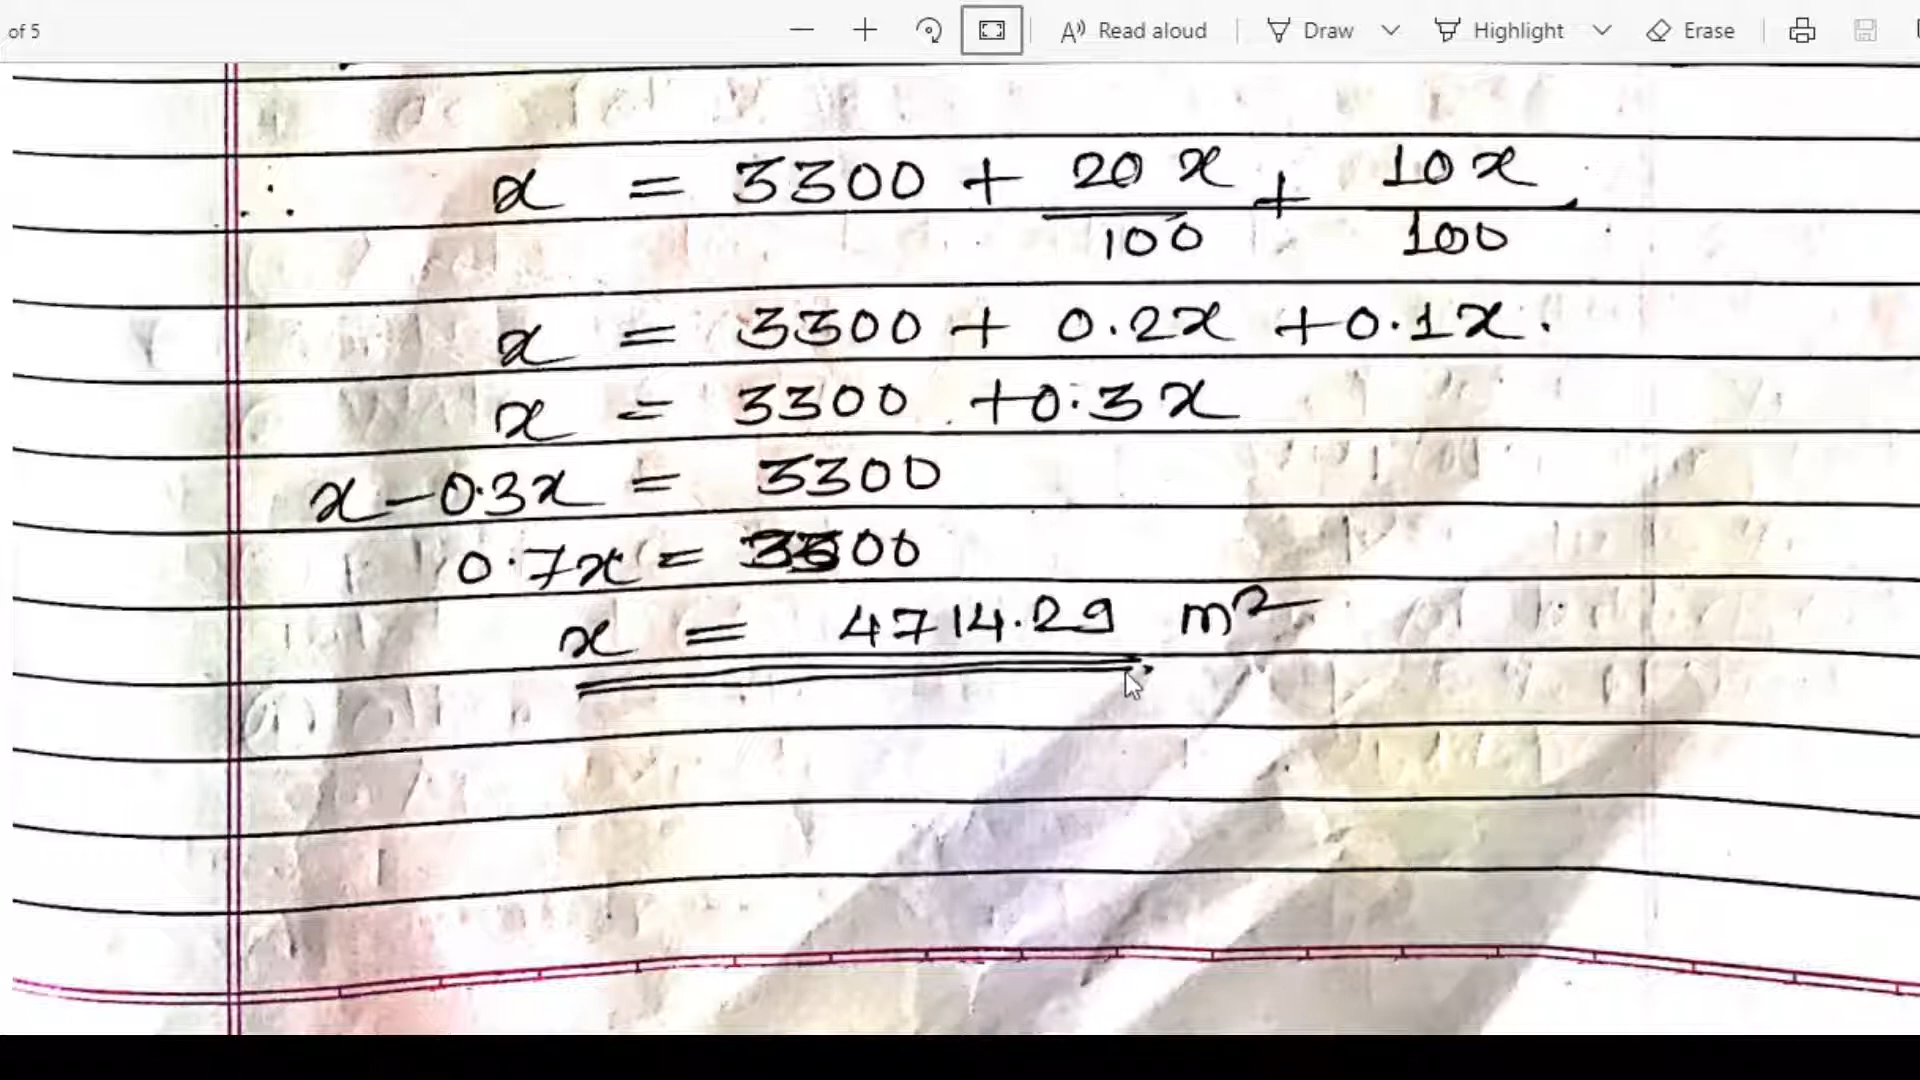 of 5 Read aloud Draw Highlight Erase
∴ x = 3300 + 20x/100 + 10x/100
x = 3300 + 0.2x + 0.1x.
x = 3300 + 0.3x
x - 0.3x = 3300
0.7x = 3300
x = 4714.29 m²